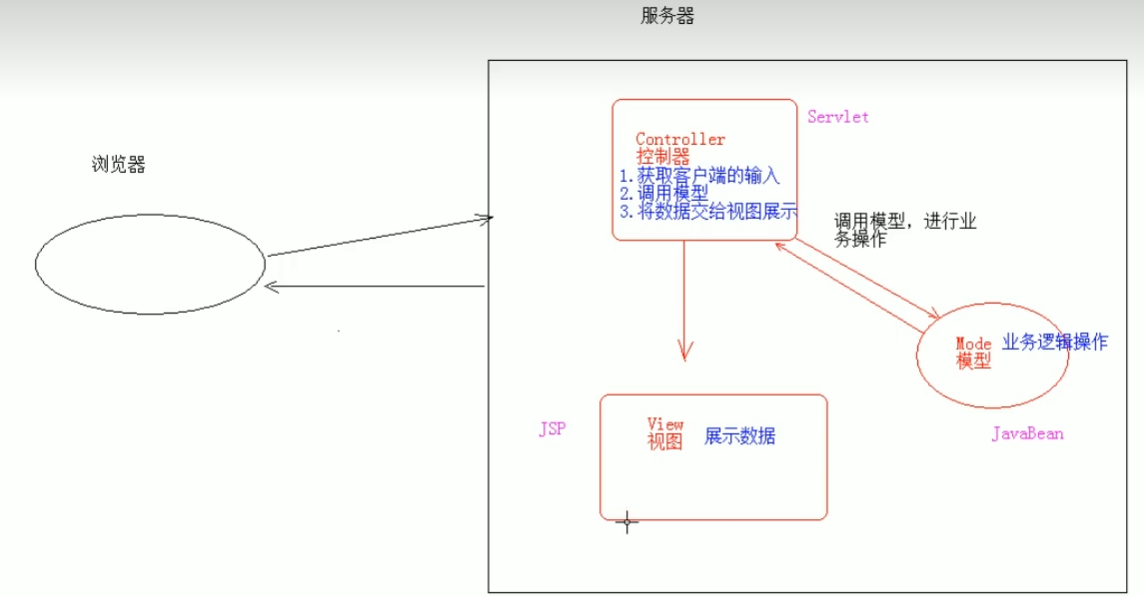 服务器
浏览器
Servlet
Controller
控制器
1.获取客户端的输入
2.调用模型
3.将数据交给视图展示
调用模型，进行业
务操作
Mode 业务逻辑操作
模型
JavaBean
JSP
View
视图 展示数据